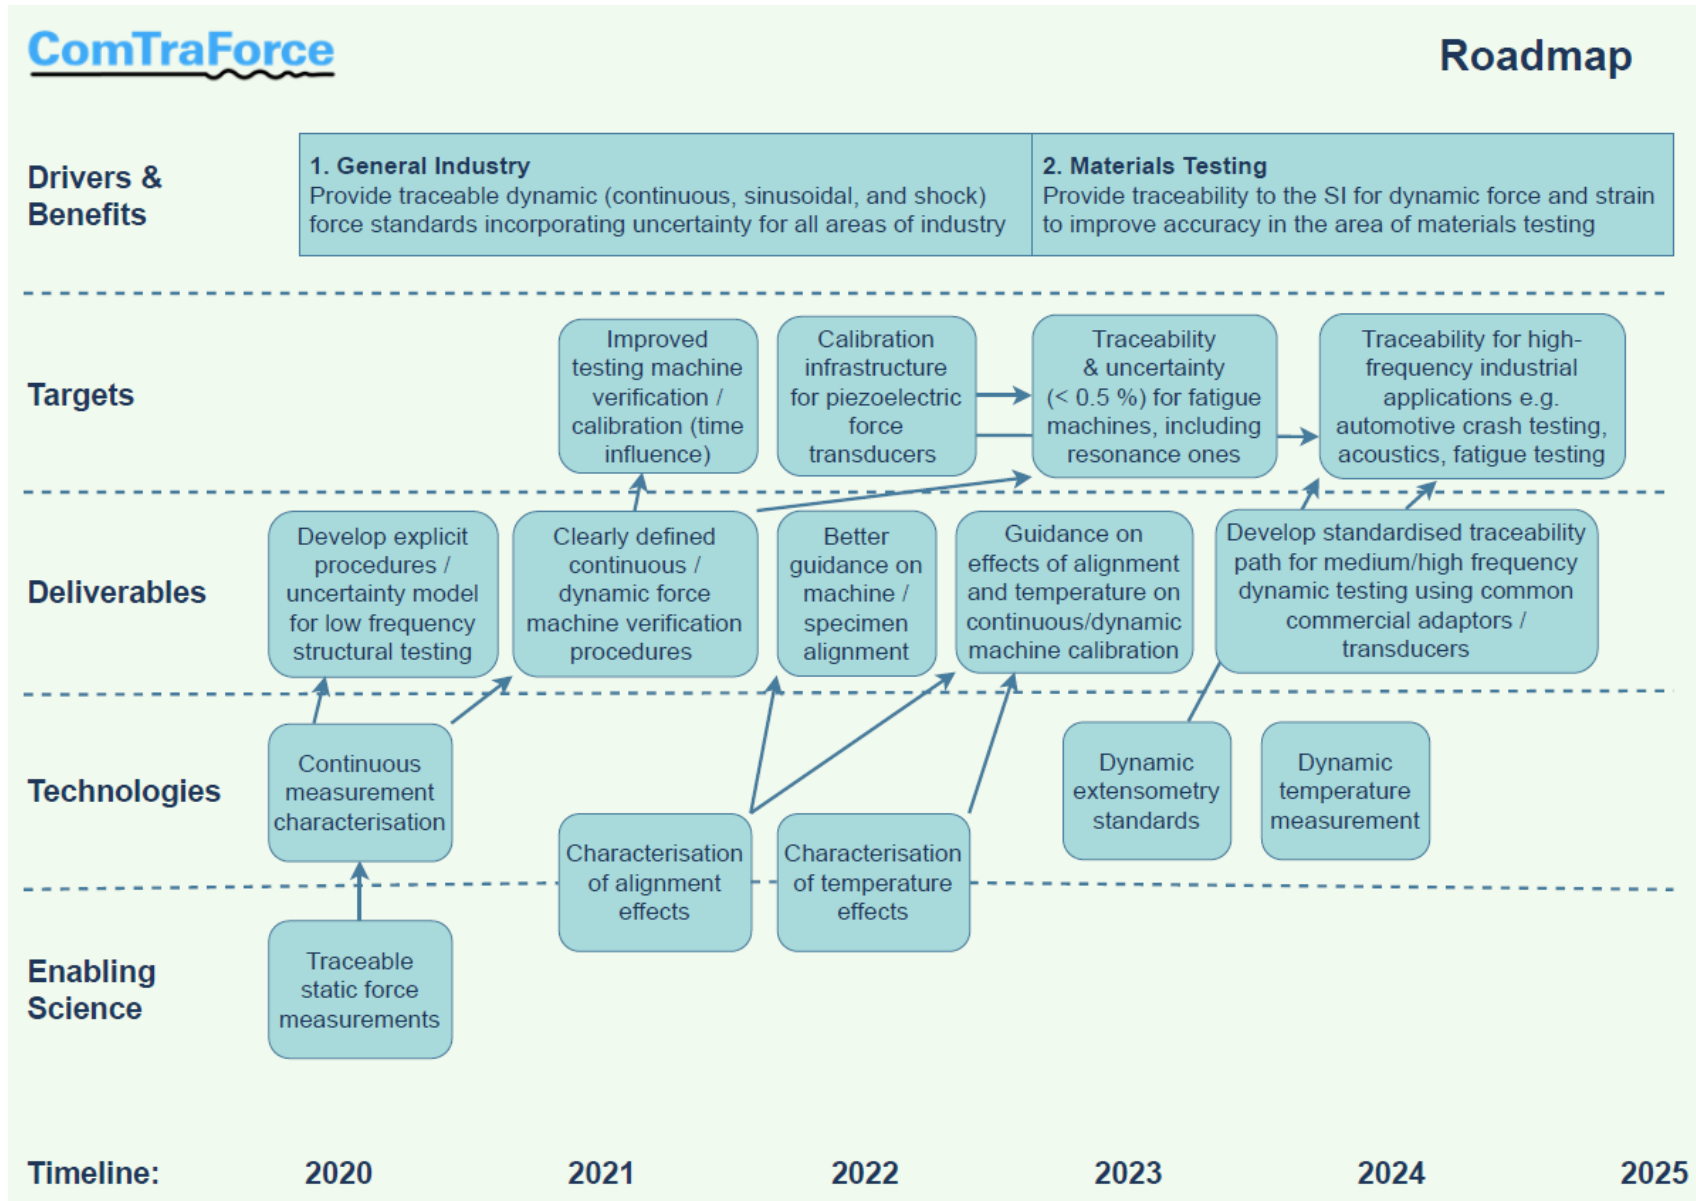 ComTraForce
Roadmap
Drivers &
Benefits
1. General Industry
Provide traceable dynamic (continuous, sinusoidal, and shock)
force standards incorporating uncertainty for all areas of industry
2. Materials Testing
Provide traceability to the SI for dynamic force and strain
to improve accuracy in the area of materials testing
Targets
Improved
testing machine
verification /
calibration (time
influence)
Calibration
infrastructure
for piezoelectric
force
transducers
Traceability
& uncertainty
(< 0.5 %) for fatigue
machines, including
resonance ones
Traceability for high-
frequency industrial
applications e.g.
automotive crash testing,
acoustics, fatigue testing
Deliverables
Develop explicit
procedures /
uncertainty model
for low frequency
structural testing
Clearly defined
continuous /
dynamic force
machine verification
procedures
Better
guidance on
machine /
specimen
alignment
Guidance on
effects of alignment
and temperature on
continuous/dynamic
machine calibration
Develop standardised traceability
path for medium/high frequency
dynamic testing using common
commercial adaptors /
transducers
Technologies
Continuous
measurement
characterisation
Characterisation
of alignment
effects
Characterisation
of temperature
effects
Dynamic
extensometry
standards
Dynamic
temperature
measurement
Enabling
Science
Traceable
static force
measurements
Timeline:
2020
2021
2022
2023
2024
2025